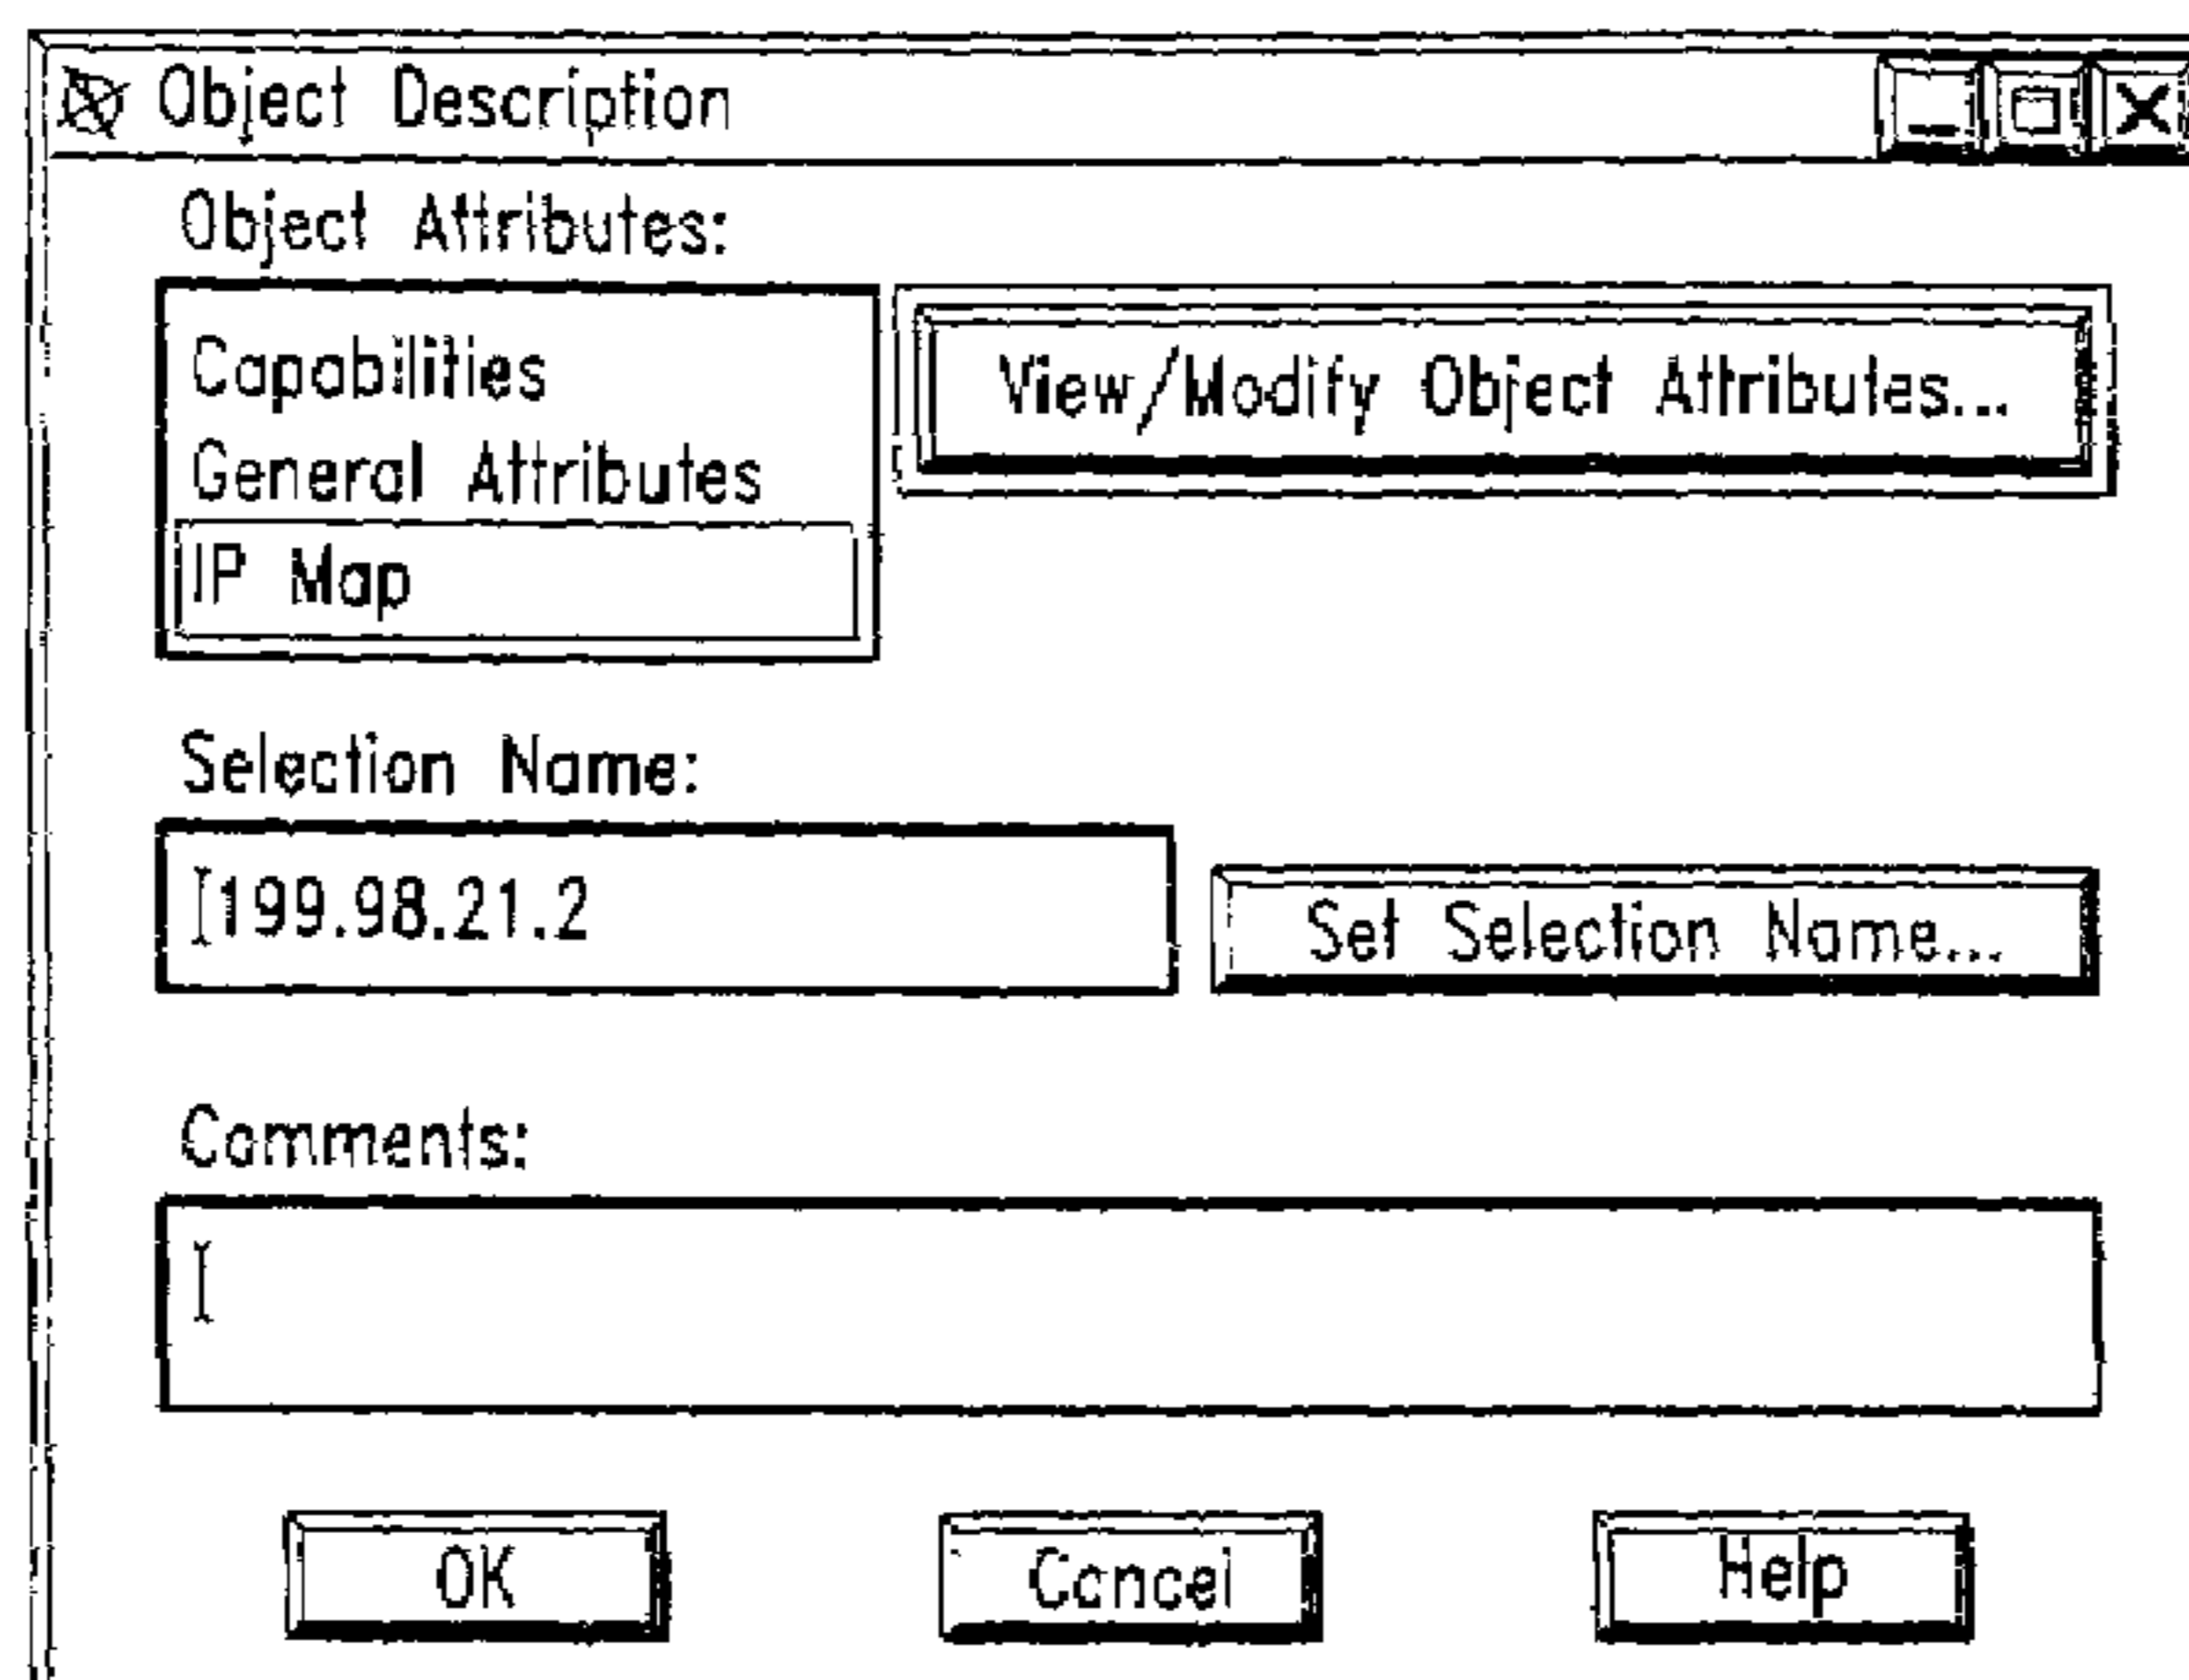 Object Description
Object Attributes:
Capabilities
General Attributes
IP Map
View/Modify Object Attributes...
Selection Name:
199.98.21.2
Set Selection Name...
Comments:
OK
Cancel
Help